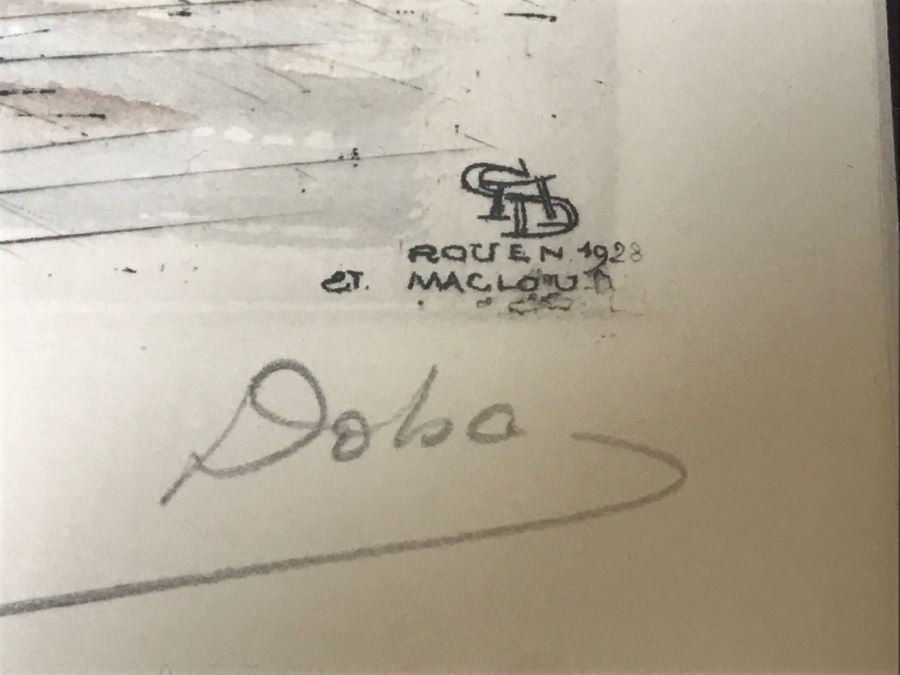 ROUEN 1928
ST. MACLOU
Doba